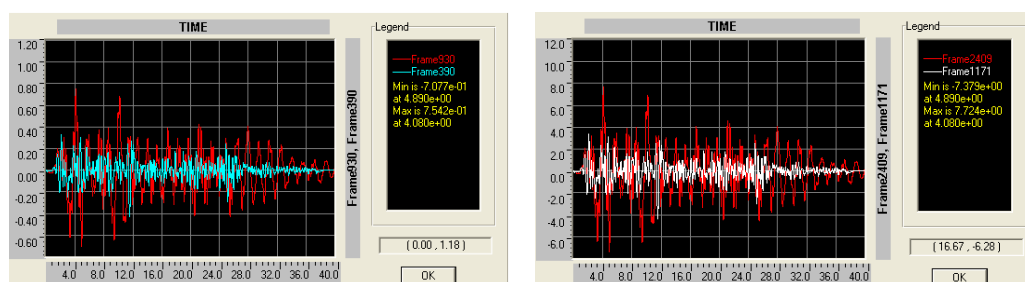 TIME
Legend
1.20
1.00
0.80
0.60
0.40
0.20
0.00
-0.20
-0.40
-0.60
4.0 8.0 12.0 16.0 20.0 24.0 28.0 32.0 36.0 40.0
Frame930, Frame390
Frame930
Frame390
Min is -7.077e-01
at 4.890e+00
Max is 7.542e-01
at 4.080e+00
( 0.00 , 1.18 )
OK
TIME
Legend
12.0
10.0
8.0
6.0
4.0
2.0
0.0
-2.0
-4.0
-6.0
4.0 8.0 12.0 16.0 20.0 24.0 28.0 32.0 36.0 40.0
Frame2409, Frame1171
Frame2409
Frame1171
Min is -7.379e+00
at 4.890e+00
Max is 7.724e+00
at 4.080e+00
( 16.67 , -6.28 )
OK